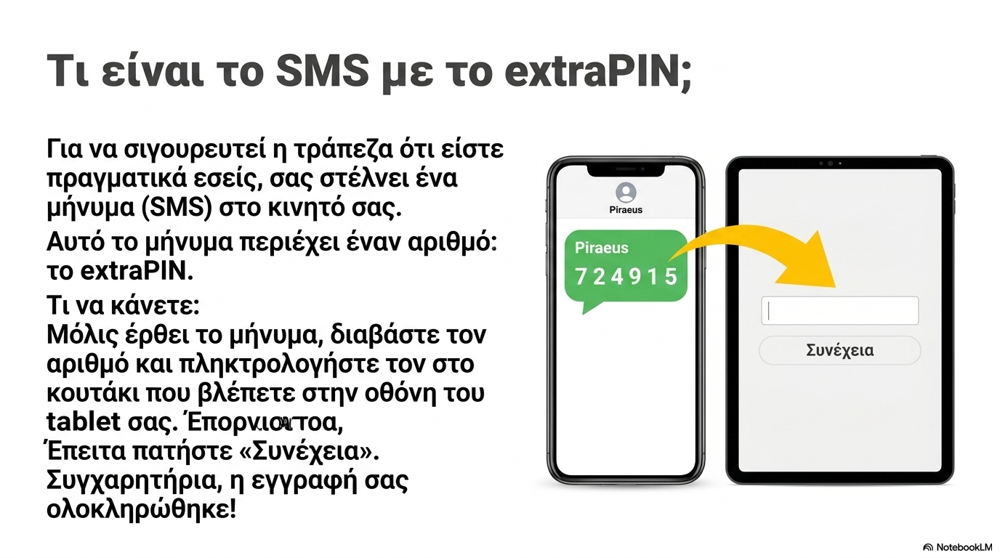 Τι είναι το SMS με το extraPIN;
Για να σιγουρευτεί η τράπεζα ότι είστε
πραγματικά εσείς, σας στέλνει ένα
μήνυμα (SMS) στο κινητό σας.
Αυτό το μήνυμα περιέχει έναν αριθμό:
το extraPIN.
Τι να κάνετε:
Μόλις έρθει το μήνυμα, διαβάστε τον
αριθμό και πληκτρολογήστε τον στο
κουτάκι που βλέπετε στην οθόνη του
tablet σας.
Έπειτα πατήστε «Συνέχεια».
Συγχαρητήρια, η εγγραφή σας
ολοκληρώθηκε!
Piraeus
Piraeus
724915
Συνέχεια
NotebookLM